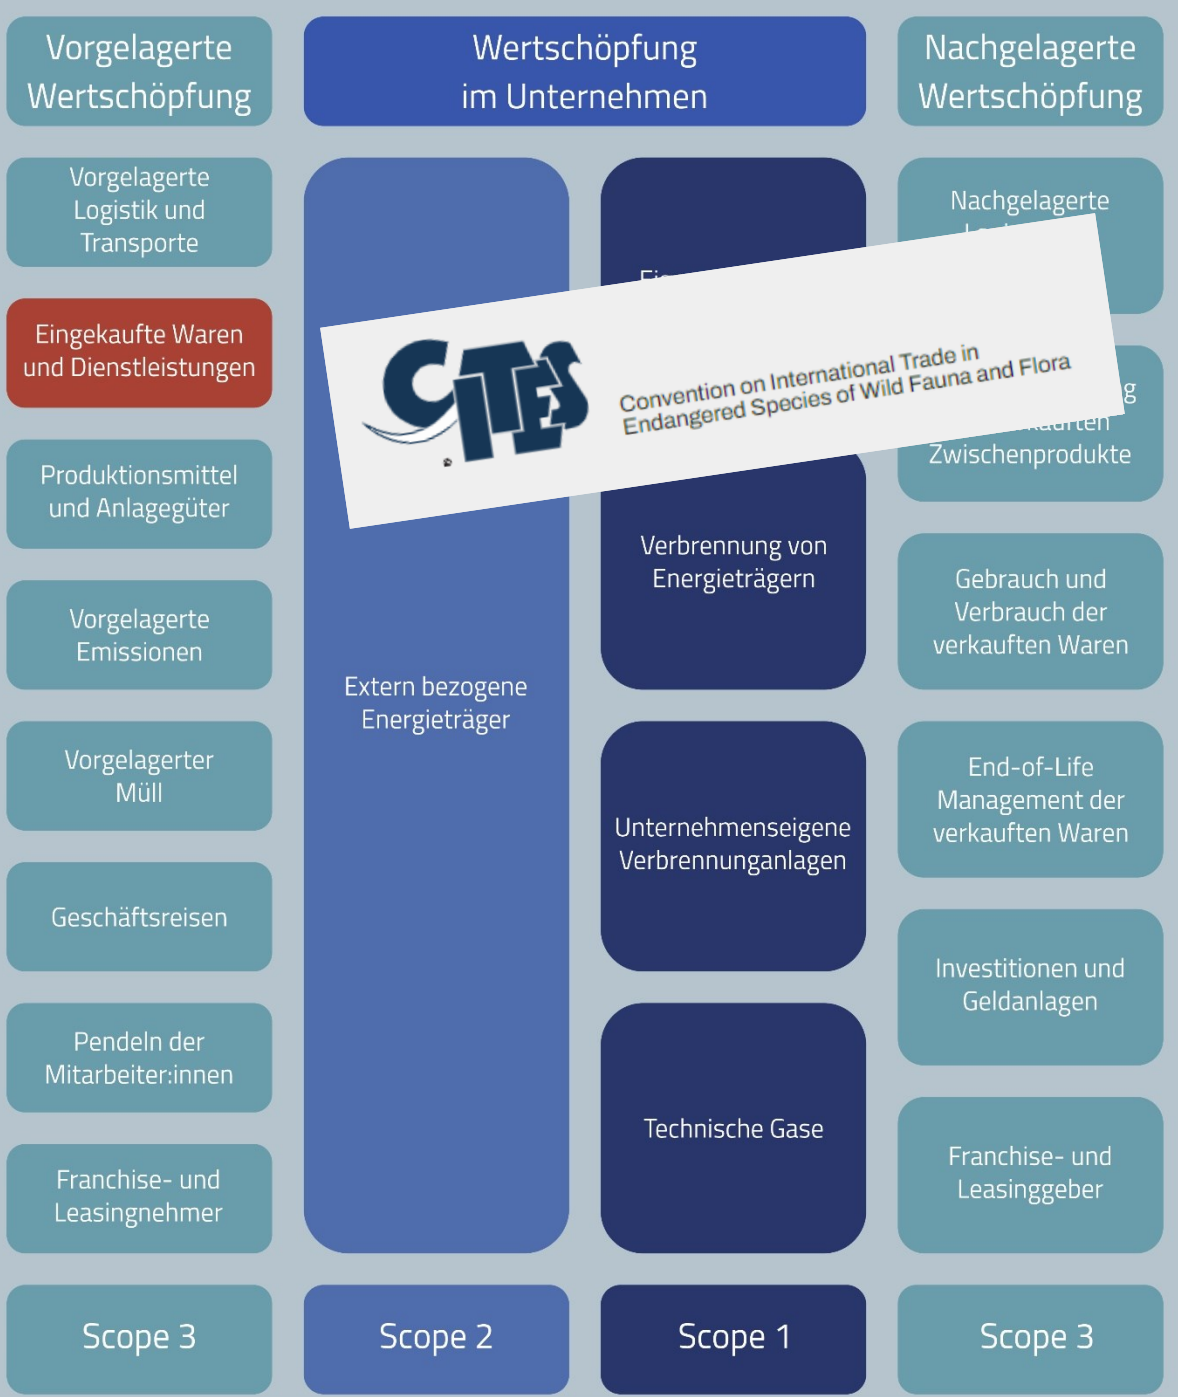 Vorgelagerte
Wertschöpfung
Wertschöpfung
im Unternehmen
Nachgelagerte
Wertschöpfung
Vorgelagerte
Logistik und
Transporte
Eingekaufte Waren
und Dienstleistungen
Produktionsmittel
und Anlagegüter
Vorgelagerte
Emissionen
Vorgelagerter
Müll
Geschäftsreisen
Pendeln der
Mitarbeiter:innen
Franchise- und
Leasingnehmer
Scope 3
Extern bezogene
Energieträger
Scope 2
CITES
®
Convention on International Trade in
Endangered Species of Wild Fauna and Flora
Verbrennung von
Energieträgern
Unternehmenseigene
Verbrennunganlagen
Technische Gase
Scope 1
Nachgelagerte
Zwischenprodukte
Gebrauch und
Verbrauch der
verkauften Waren
End-of-Life
Management der
verkauften Waren
Investitionen und
Geldanlagen
Franchise- und
Leasinggeber
Scope 3